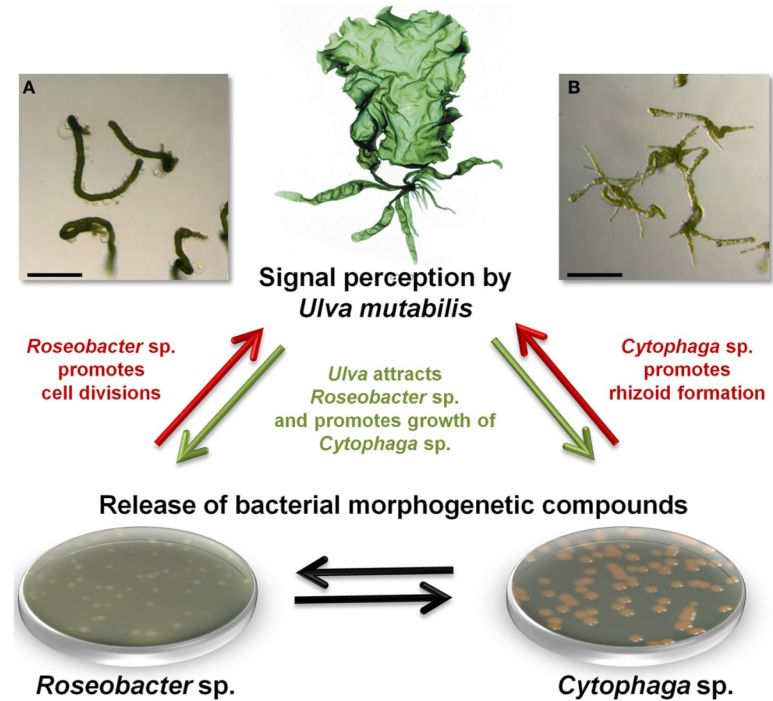 A
B
Signal perception by
Ulva mutabilis
Roseobacter sp.
promotes
cell divisions
Ulva attracts
Roseobacter sp.
and promotes growth of
Cytophaga sp.
Cytophaga sp.
promotes
rhizoid formation
Release of bacterial morphogenetic compounds
Roseobacter sp.
Cytophaga sp.